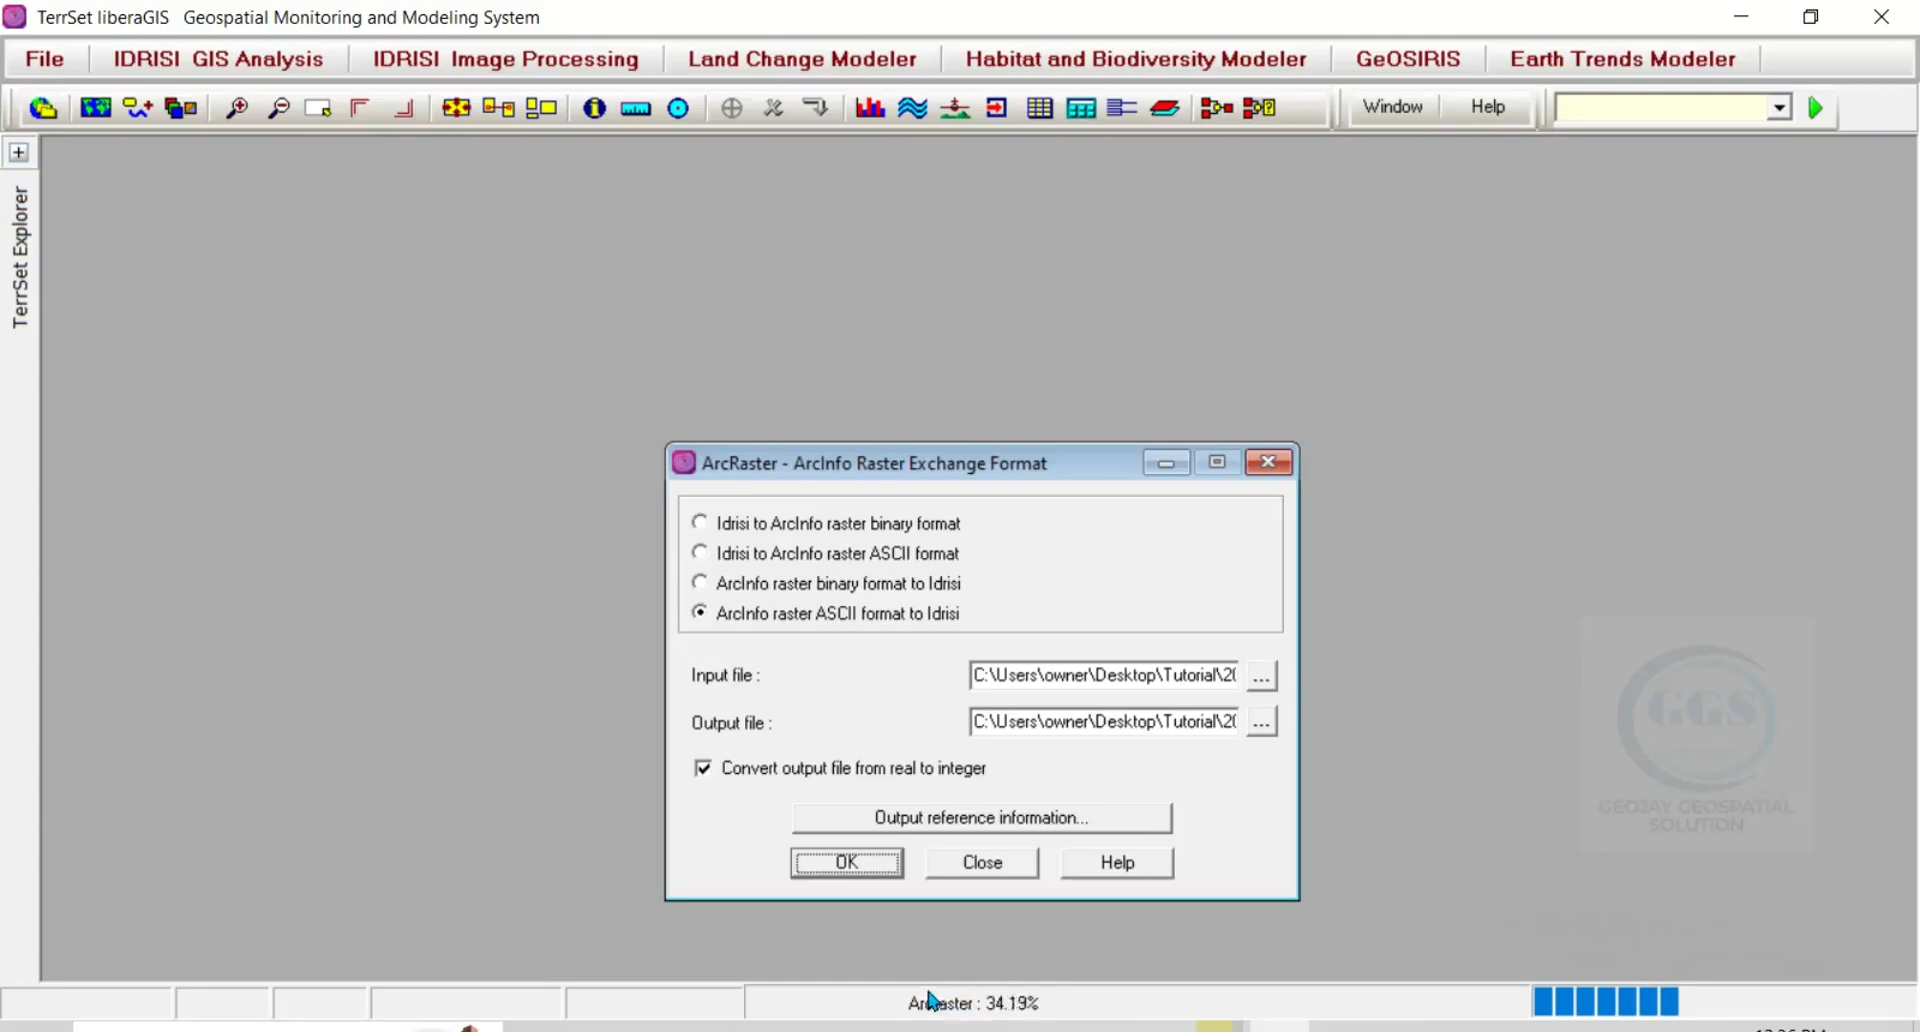 TerrSet liberaGIS Geospatial Monitoring and Modeling System
File IDRISI GIS Analysis IDRISI Image Processing Land Change Modeler Habitat and Biodiversity Modeler GeOSIRIS Earth Trends Modeler
Window Help
TerrSet Explorer
ArcRaster - ArcInfo Raster Exchange Format
Idrisi to ArcInfo raster binary format
Idrisi to ArcInfo raster ASCII format
ArcInfo raster binary format to Idrisi
ArcInfo raster ASCII format to Idrisi
Input file : C:\Users\owner\Desktop\Tutorial\2( ...
Output file : C:\Users\owner\Desktop\Tutorial\2( ...
Convert output file from real to integer
Output reference information...
OK Close Help
GGS
GEOJAY GEOSPATIAL
SOLUTION
: 34.19%